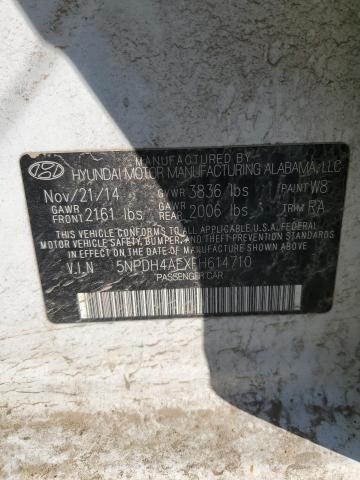 MANUFACTURED BY
HYUNDAI MOTOR MANUFACTURING ALABAMA, LLC
Nov/21/14 GVWR 3836 lbs PAINT W8
GAWR FRONT 2161 lbs GAWR REAR 2006 lbs TRIM RA
THIS VEHICLE CONFORMS TO ALL APPLICABLE U.S.A. FEDERAL
MOTOR VEHICLE SAFETY, BUMPER, AND THEFT PREVENTION
STANDARDS IN EFFECT ON THE DATE OF MANUFACTURE SHOWN ABOVE.
V.I.N 5NPDH4AEXFH614710
PASSENGER CAR